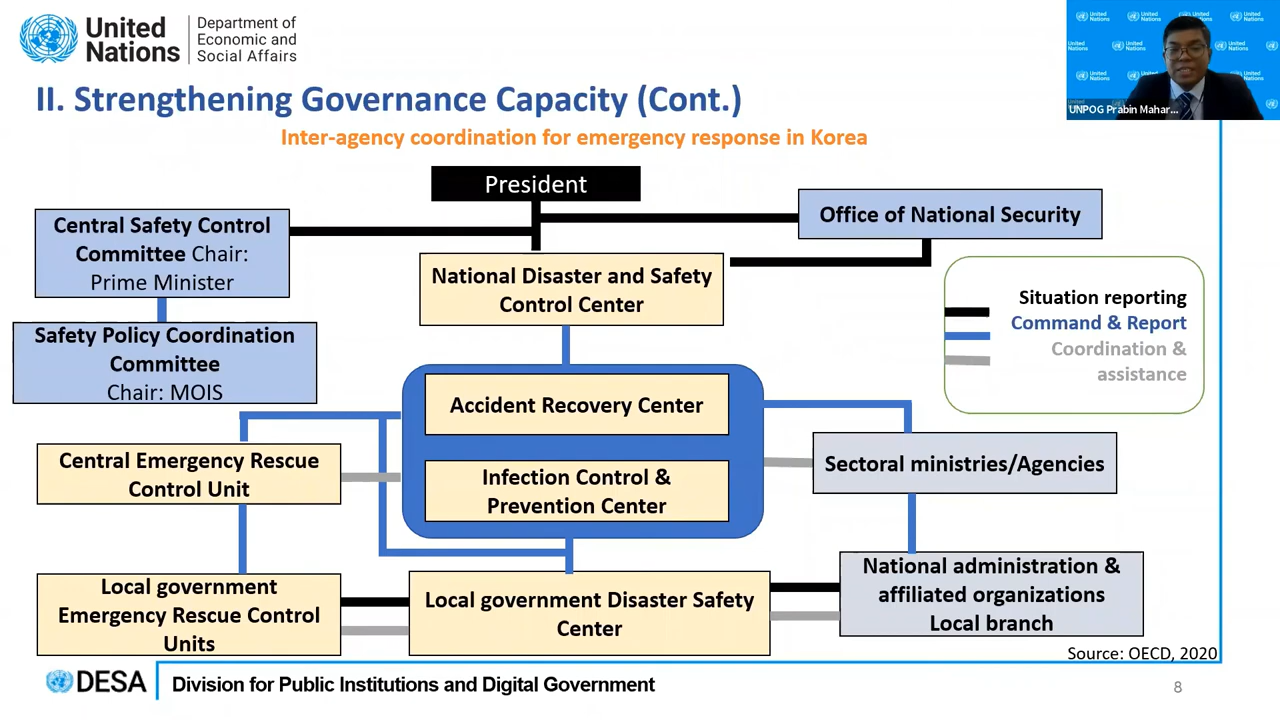 United
Nations
Department of
Economic and
Social Affairs
UNPOG Prabin Mahar...
II. Strengthening Governance Capacity (Cont.)
Inter-agency coordination for emergency response in Korea
President
Central Safety Control
Committee Chair:
Prime Minister
Office of National Security
National Disaster and Safety
Control Center
Situation reporting
Command & Report
Coordination &
assistance
Safety Policy Coordination
Committee
Chair: MOIS
Accident Recovery Center
Central Emergency Rescue
Control Unit
Infection Control &
Prevention Center
Sectoral ministries/Agencies
Local government
Emergency Rescue Control
Units
Local government Disaster Safety
Center
National administration &
affiliated organizations
Local branch
Source: OECD, 2020
DESA
Division for Public Institutions and Digital Government
8